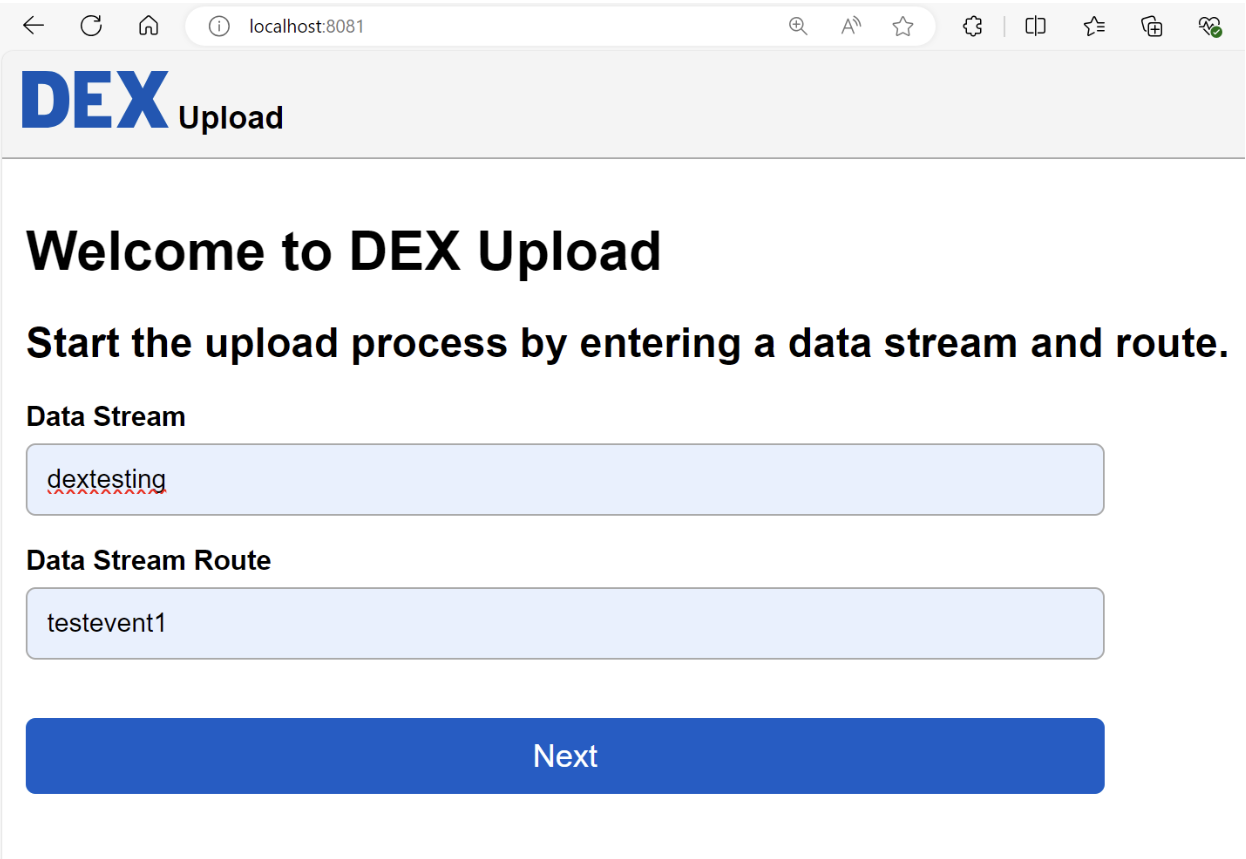 localhost:8081
DEX Upload
Welcome to DEX Upload
Start the upload process by entering a data stream and route.
Data Stream
dextesting
Data Stream Route
testevent1
Next